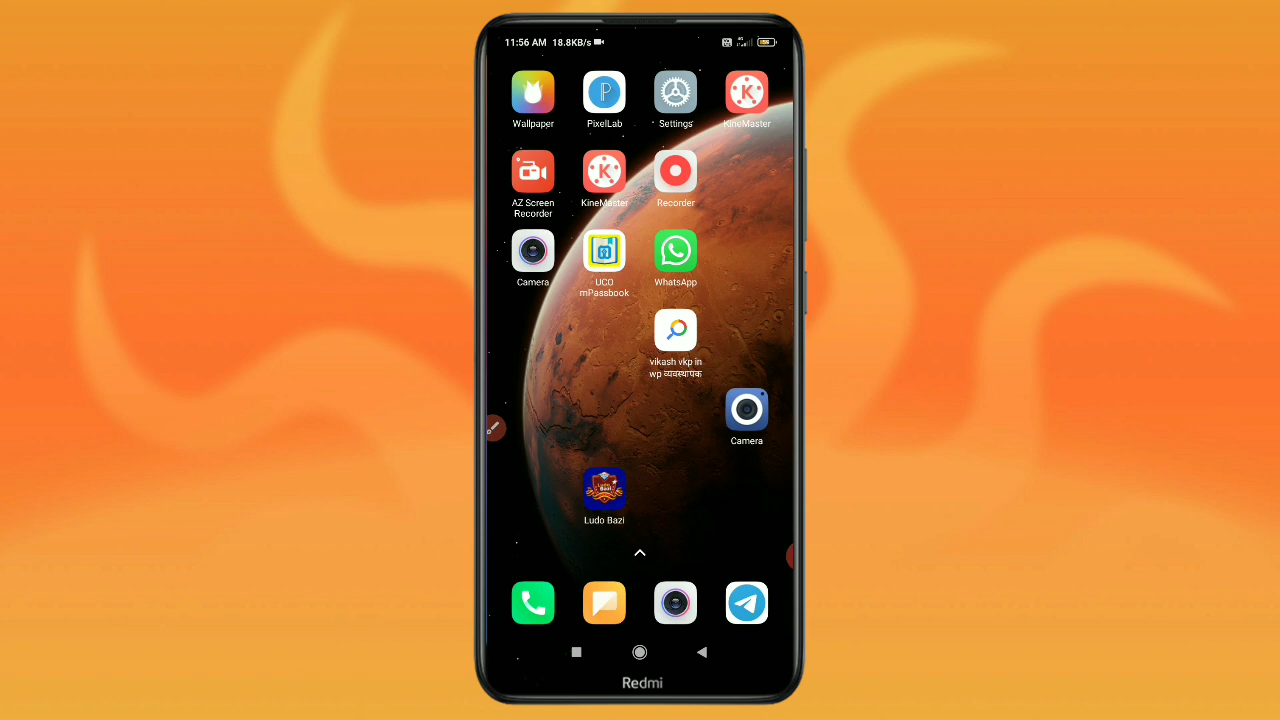 11:56 AM 18.8KB/s
Wallpaper
PixelLab
Settings
KineMaster
AZ Screen
Recorder
KineMaster
Recorder
Camera
UCO
mPassbook
WhatsApp
vikash vkp in
wp व्यवस्थापक
Camera
Ludo Bazi
Redmi